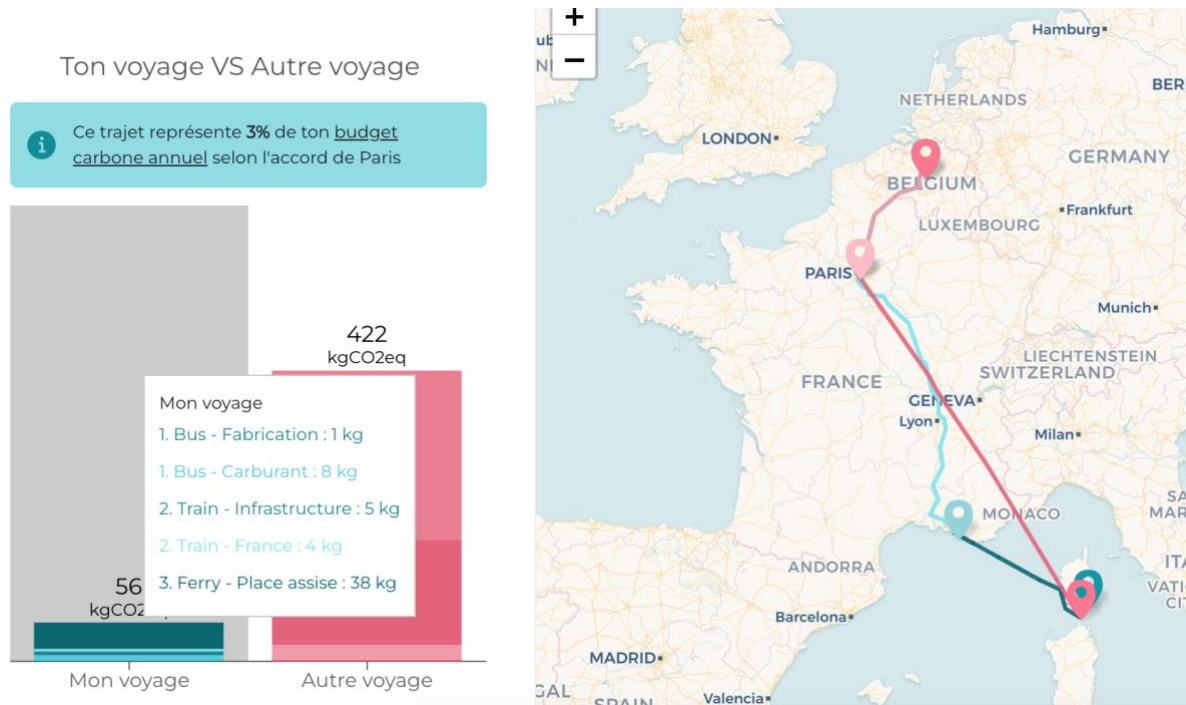 Ton voyage VS Autre voyage
Ce trajet représente 3% de ton budget
carbone annuel selon l'accord de Paris
422
kgCO2eq
Mon voyage
1. Bus - Fabrication : 1 kg
1. Bus - Carburant : 8 kg
2. Train - Infrastructure : 5 kg
2. Train - France : 4 kg
3. Ferry - Place assise : 38 kg
56
Mon voyage
Autre voyage
+
−
Hamburg
NETHERLANDS
LONDON
GERMANY
BELGIUM
Frankfurt
LUXEMBOURG
PARIS
Munich
LIECHTENSTEIN
SWITZERLAND
FRANCE
GENEVA
Lyon
Milan
MONACO
ANDORRA
Barcelona
MADRID
SPAIN
Valencia